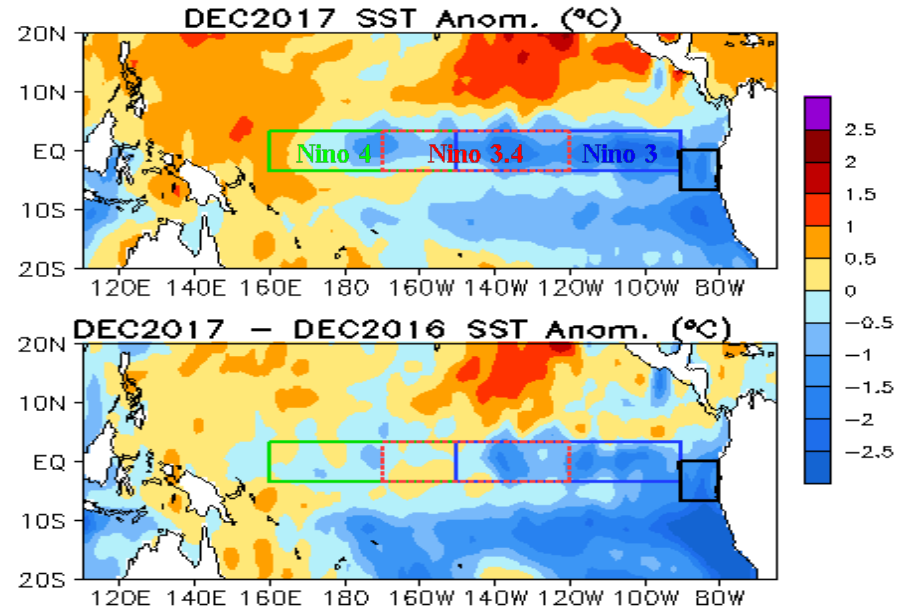 DEC2017 SST Anom. (°C)
20N
10N
EQ
10S
20S
Nino 4
Nino 3.4
Nino 3
120E 140E 160E 180 160W 140W 120W 100W 80W
DEC2017 – DEC2016 SST Anom. (°C)
20N
10N
EQ
10S
20S
120E 140E 160E 180 160W 140W 120W 100W 80W
2.5
2
1.5
1
0.5
0
−0.5
−1
−1.5
−2
−2.5